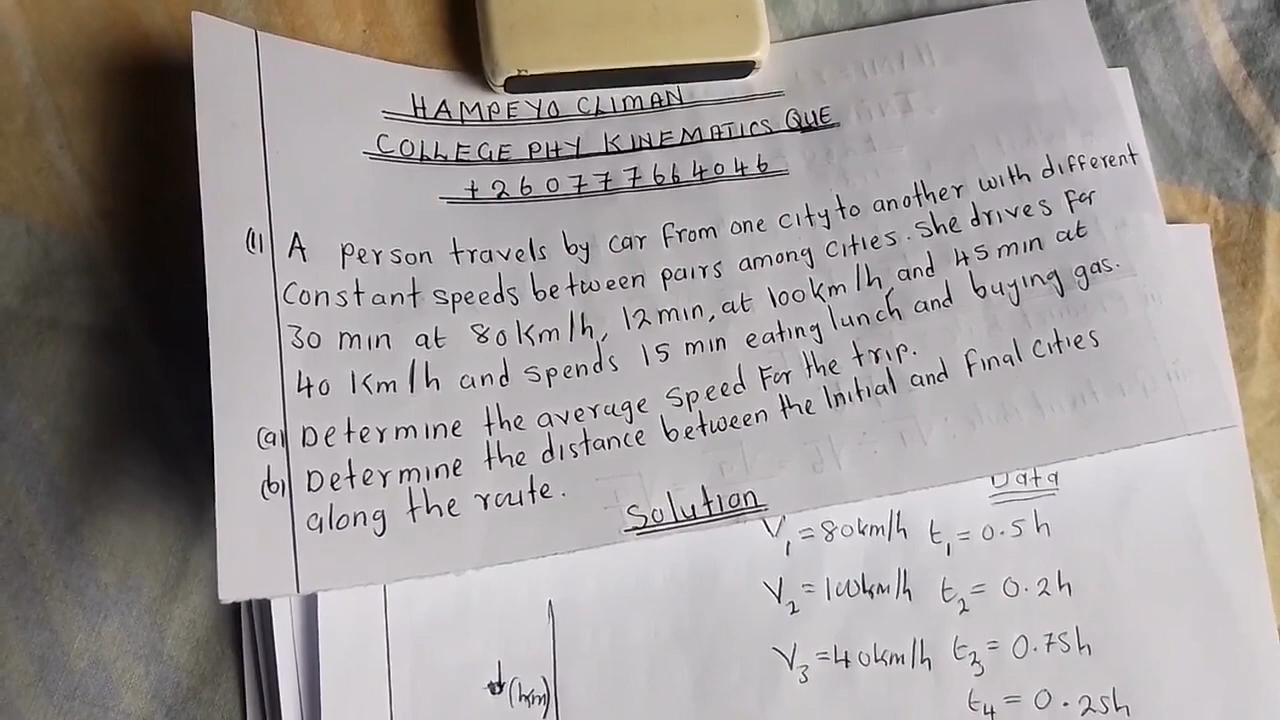 HAMPEYO CLIMAN
COLLEGE PHY KINEMATICS QUE
+260777664046
(1) A person travels by car from one city to another with different
constant speeds between pairs among cities. She drives for
30 min at 80km/h, 12min, at 100km/h, and 45min at
40 km/h and spends 15 min eating lunch and buying gas.
(a) Determine the average speed for the trip.
(b) Determine the distance between the Initial and final cities
along the route.
Solution
Data
V₁ = 80km/h t₁ = 0.5h
V₂ = 100km/h t₂ = 0.2h
V₃ = 40km/h t₃ = 0.75h
t₄ = 0.25h
d(km)